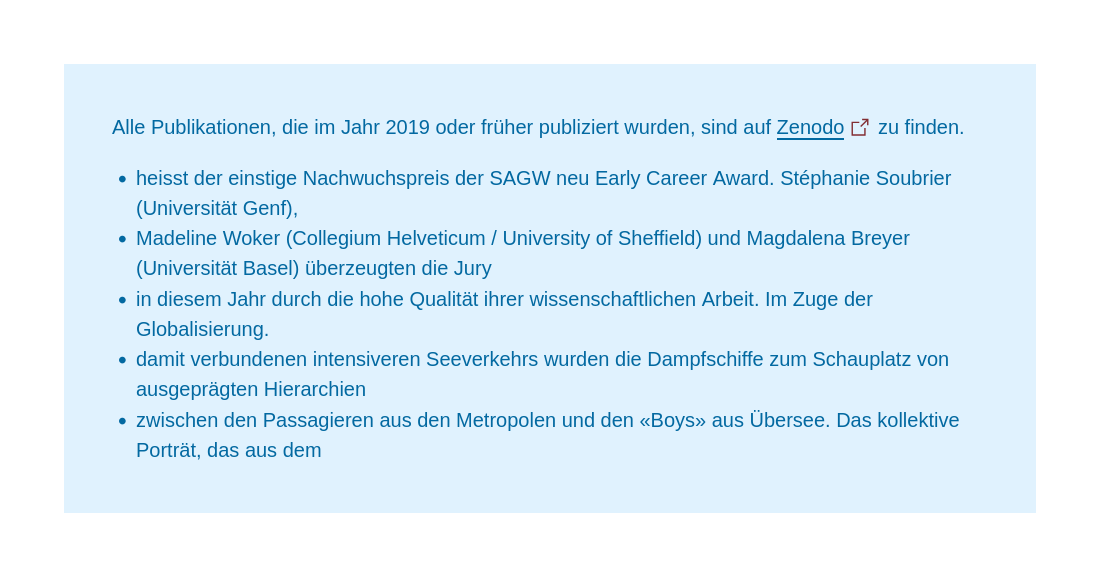 Alle Publikationen, die im Jahr 2019 oder früher publiziert wurden, sind auf Zenodo zu finden.
• heisst der einstige Nachwuchspreis der SAGW neu Early Career Award. Stéphanie Soubrier
(Universität Genf),
• Madeline Woker (Collegium Helveticum / University of Sheffield) und Magdalena Breyer
(Universität Basel) überzeugten die Jury
• in diesem Jahr durch die hohe Qualität ihrer wissenschaftlichen Arbeit. Im Zuge der
Globalisierung.
• damit verbundenen intensiveren Seeverkehrs wurden die Dampfschiffe zum Schauplatz von
ausgeprägten Hierarchien
• zwischen den Passagieren aus den Metropolen und den «Boys» aus Übersee. Das kollektive
Porträt, das aus dem